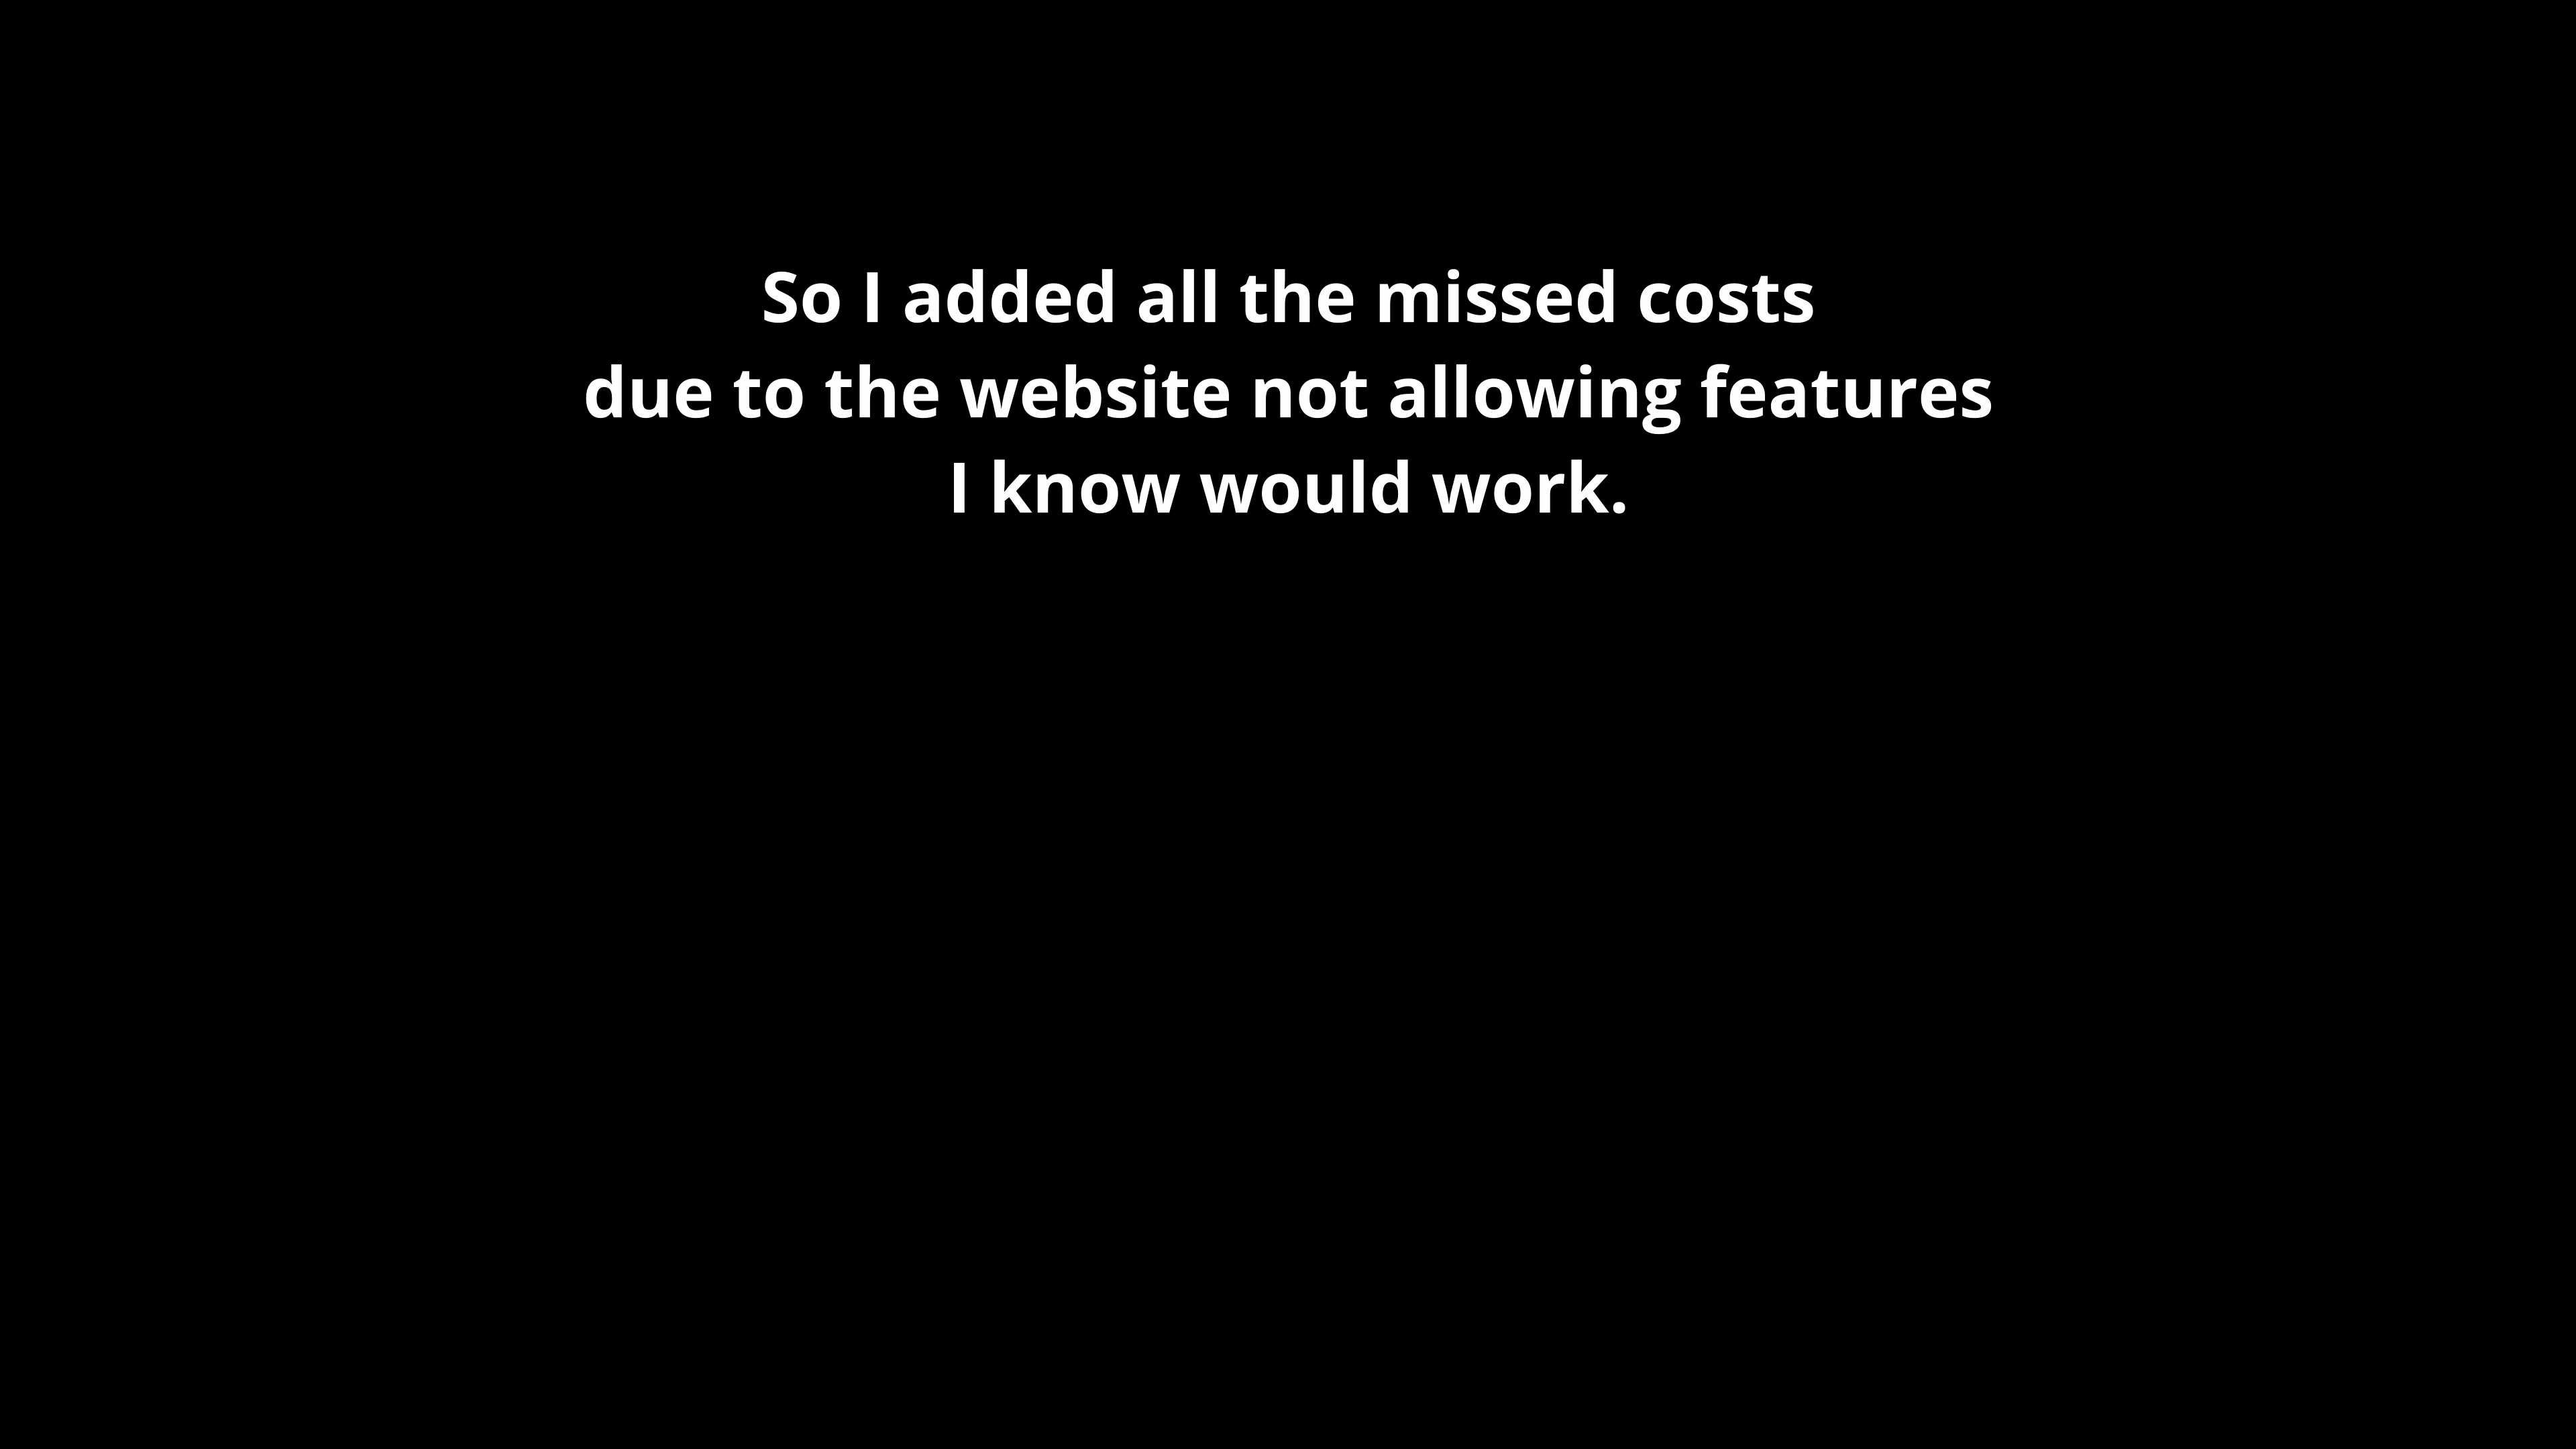 So I added all the missed costs
due to the website not allowing features
I know would work.